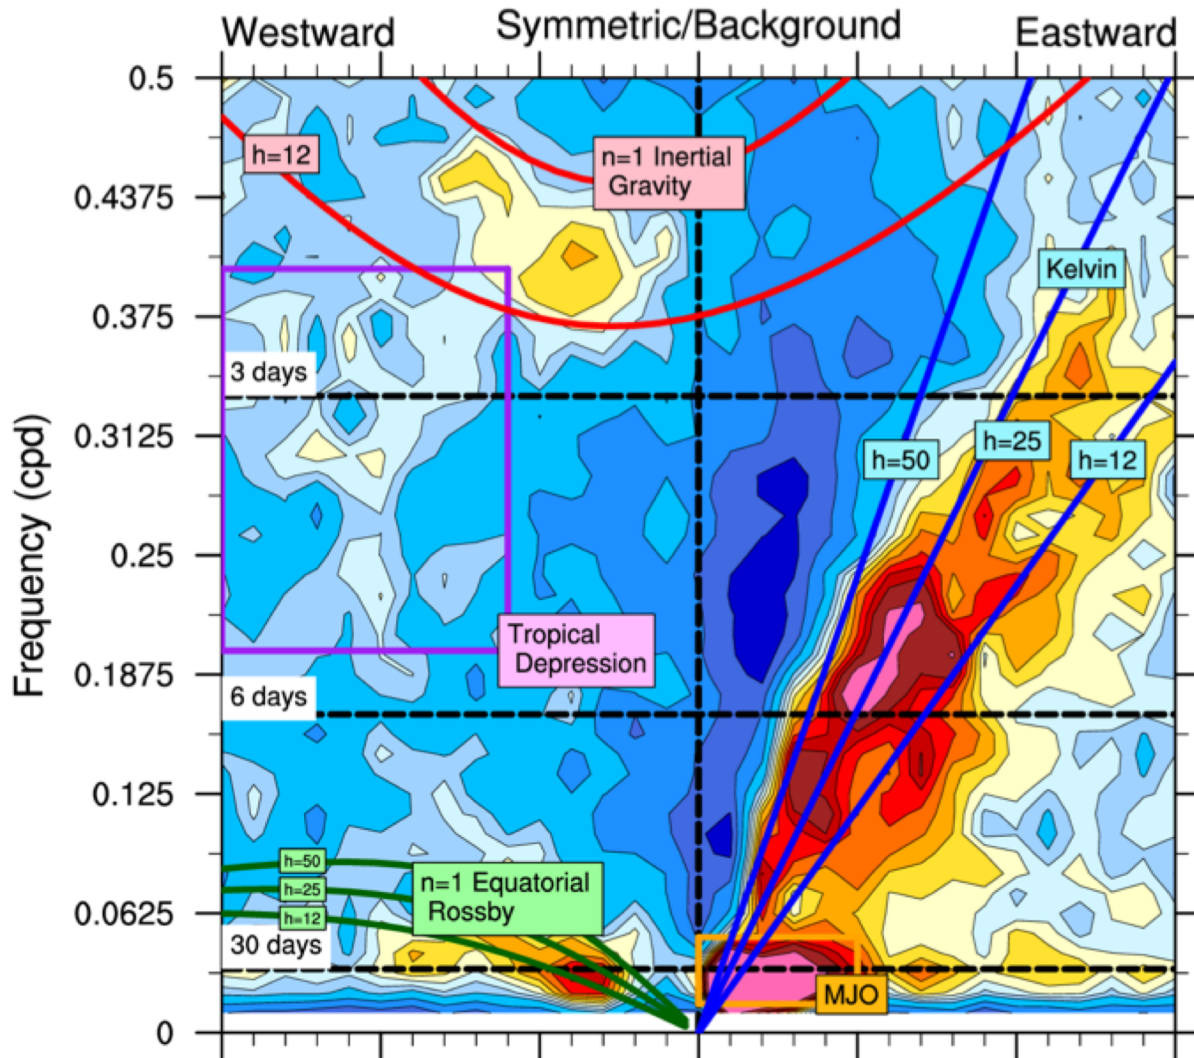 Westward
Symmetric/Background
Eastward
0.5
h=12
n=1 Inertial
Gravity
0.4375
Kelvin
0.375
3 days
0.3125
h=50
h=25
h=12
Frequency (cpd)
0.25
Tropical
Depression
0.1875
6 days
0.125
h=50
n=1 Equatorial
Rossby
h=25
h=12
0.0625
30 days
MJO
0